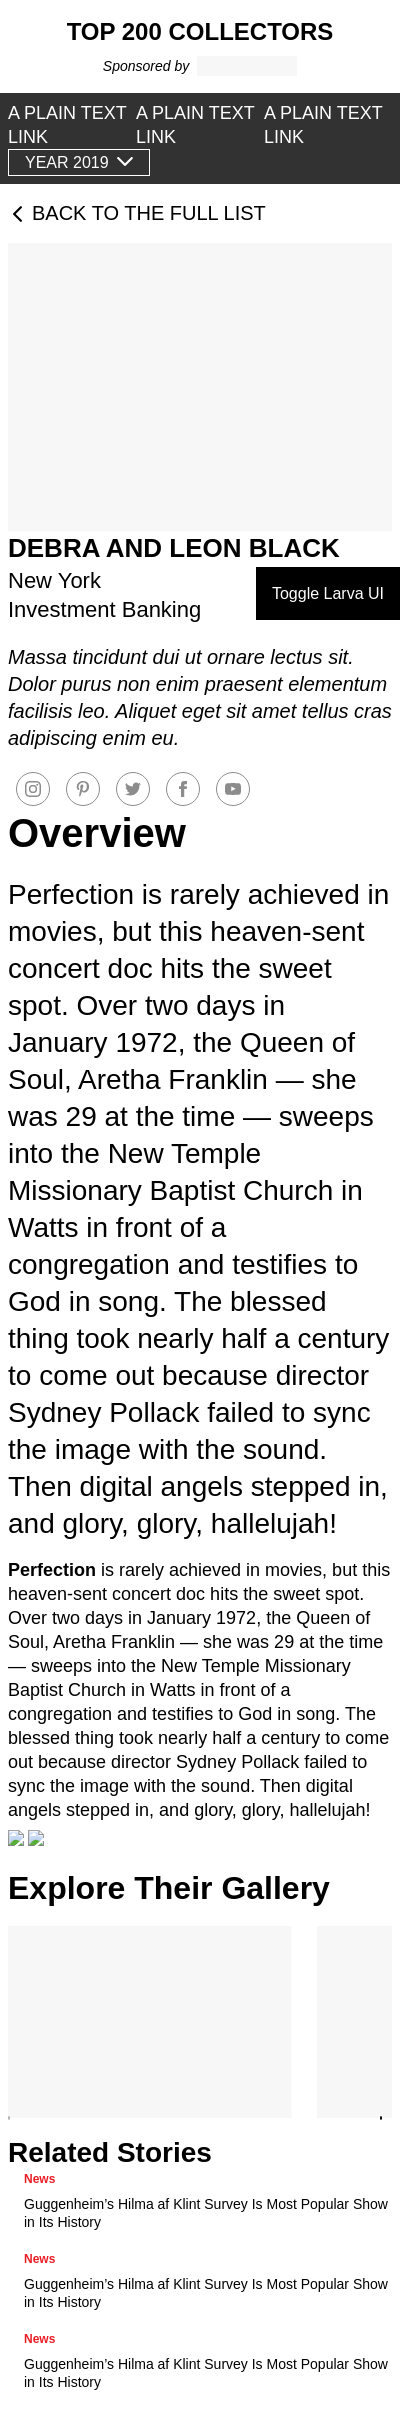 TOP 200 COLLECTORS
Sponsored by
A PLAIN TEXT LINK
A PLAIN TEXT LINK
A PLAIN TEXT LINK
YEAR 2019
BACK TO THE FULL LIST
DEBRA AND LEON BLACK
New York
Investment Banking
Toggle Larva UI
Massa tincidunt dui ut ornare lectus sit.
Dolor purus non enim praesent elementum
facilisis leo. Aliquet eget sit amet tellus cras
adipiscing enim eu.
Overview
Perfection is rarely achieved in
movies, but this heaven-sent
concert doc hits the sweet
spot. Over two days in
January 1972, the Queen of
Soul, Aretha Franklin — she
was 29 at the time — sweeps
into the New Temple
Missionary Baptist Church in
Watts in front of a
congregation and testifies to
God in song. The blessed
thing took nearly half a century
to come out because director
Sydney Pollack failed to sync
the image with the sound.
Then digital angels stepped in,
and glory, glory, hallelujah!
Perfection is rarely achieved in movies, but this
heaven-sent concert doc hits the sweet spot.
Over two days in January 1972, the Queen of
Soul, Aretha Franklin — she was 29 at the time
— sweeps into the New Temple Missionary
Baptist Church in Watts in front of a
congregation and testifies to God in song. The
blessed thing took nearly half a century to come
out because director Sydney Pollack failed to
sync the image with the sound. Then digital
angels stepped in, and glory, glory, hallelujah!
Explore Their Gallery
Related Stories
News
Guggenheim’s Hilma af Klint Survey Is Most Popular Show
in Its History
News
Guggenheim’s Hilma af Klint Survey Is Most Popular Show
in Its History
News
Guggenheim’s Hilma af Klint Survey Is Most Popular Show
in Its History